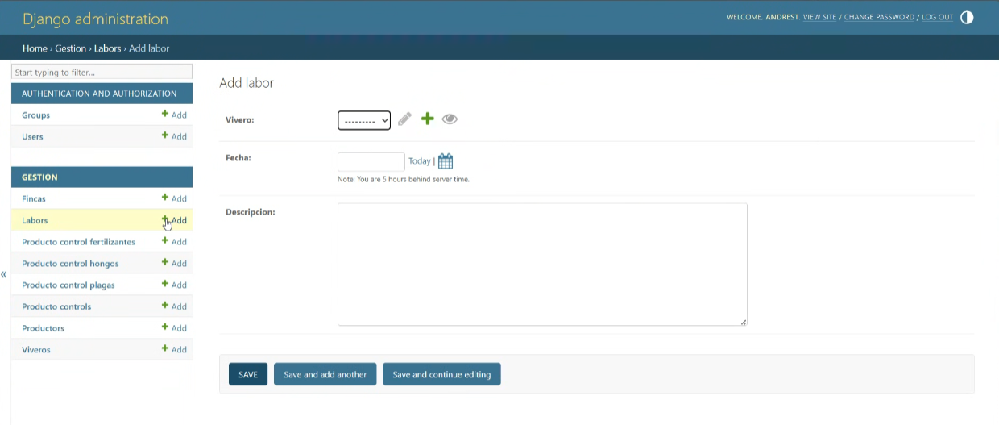 Django administration
WELCOME, ANDREST. VIEW SITE / CHANGE PASSWORD / LOG OUT
Home › Gestion › Labors › Add labor
Start typing to filter...
AUTHENTICATION AND AUTHORIZATION
Groups + Add
Users + Add
GESTION
Fincas + Add
Labors + Add
Producto control fertilizantes + Add
Producto control hongos + Add
Producto control plagas + Add
Producto controls + Add
Productors + Add
Viveros + Add
«
Add labor
Vivero: ---------
Fecha: Today |
Note: You are 5 hours behind server time.
Descripcion:
SAVE Save and add another Save and continue editing